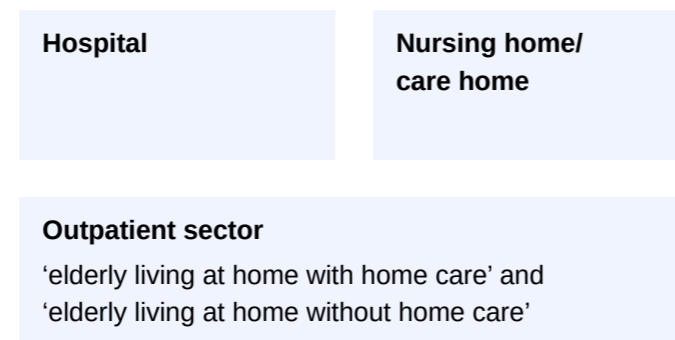 Hospital
Nursing home/
care home
Outpatient sector
‘elderly living at home with home care’ and
‘elderly living at home without home care’